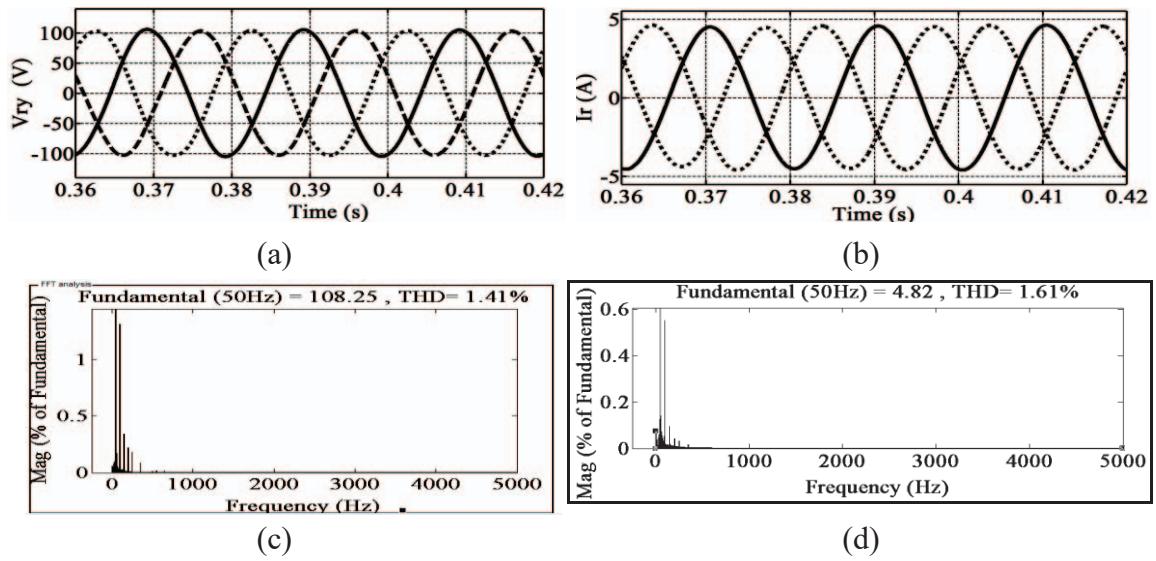 Vry (V)
100
50
0
-50
-100
0.36 0.37 0.38 0.39 0.4 0.41 0.42
Time (s)
(a)
Ir (A)
5
0
-5
0.36 0.37 0.38 0.39 0.4 0.41 0.42
Time (s)
(b)
FFT analysis
Fundamental (50Hz) = 108.25 , THD= 1.41%
Mag (% of Fundamental)
1
0.5
0
0 1000 2000 3000 4000 5000
Frequency (Hz)
(c)
Fundamental (50Hz) = 4.82 , THD= 1.61%
Mag (% of Fundamental)
0.6
0.4
0.2
0
0 1000 2000 3000 4000 5000
Frequency (Hz)
(d)